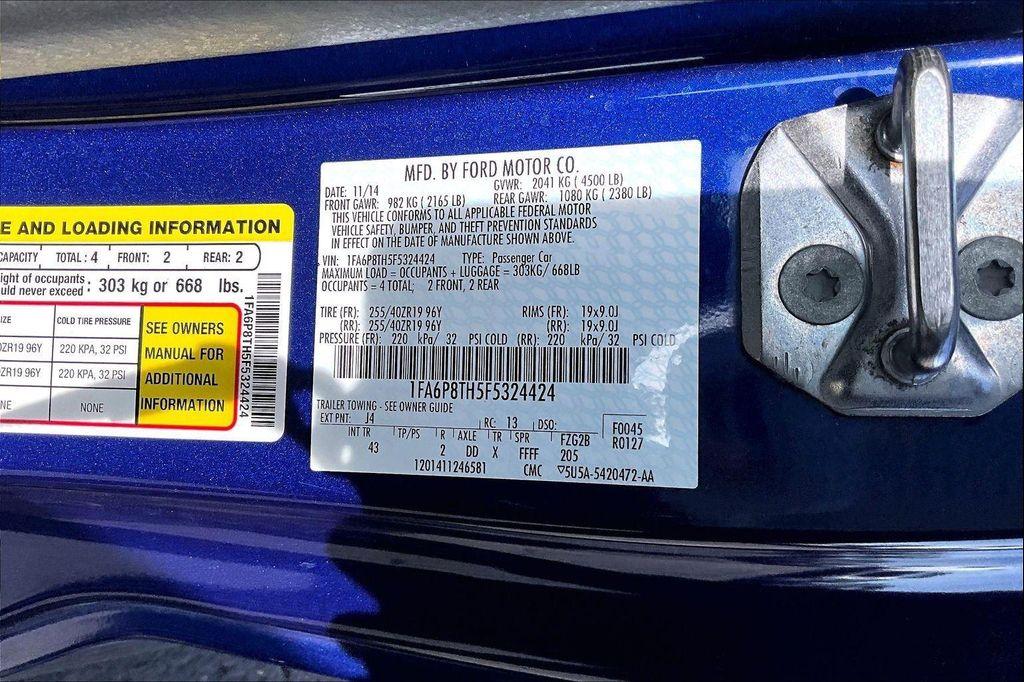 E AND LOADING INFORMATION
CAPACITY TOTAL: 4 FRONT: 2 REAR: 2
ight of occupants
uld never exceed : 303 kg or 668 lbs.
IZE COLD TIRE PRESSURE
0ZR19 96Y 220 KPA, 32 PSI
0ZR19 96Y 220 KPA, 32 PSI
NE NONE
SEE OWNERS
MANUAL FOR
ADDITIONAL
INFORMATION
1FA6P8TH5F5324424
MFD. BY FORD MOTOR CO.
DATE: 11/14 GVWR: 2041 KG ( 4500 LB)
FRONT GAWR: 982 KG ( 2165 LB) REAR GAWR: 1080 KG ( 2380 LB)
THIS VEHICLE CONFORMS TO ALL APPLICABLE FEDERAL MOTOR
VEHICLE SAFETY, BUMPER, AND THEFT PREVENTION STANDARDS
IN EFFECT ON THE DATE OF MANUFACTURE SHOWN ABOVE.
VIN: 1FA6P8TH5F5324424 TYPE: Passenger Car
MAXIMUM LOAD = OCCUPANTS + LUGGAGE = 303KG/ 668LB
OCCUPANTS = 4 TOTAL; 2 FRONT, 2 REAR
TIRE (FR): 255/40ZR19 96Y RIMS (FR): 19x9.0J
(RR): 255/40ZR19 96Y (RR): 19x9.0J
PRESSURE (FR): 220 kPa/ 32 PSI COLD (RR): 220 kPa/ 32 PSI COLD
1FA6P8TH5F5324424
TRAILER TOWING - SEE OWNER GUIDE
EXT PNT: J4 RC: 13 DSO: F0045
INT TR TP/PS R AXLE TR SPR FZG2B R0127
43 2 DD X FFFF 205
1201411246581 CMC ▽5U5A-5420472-AA